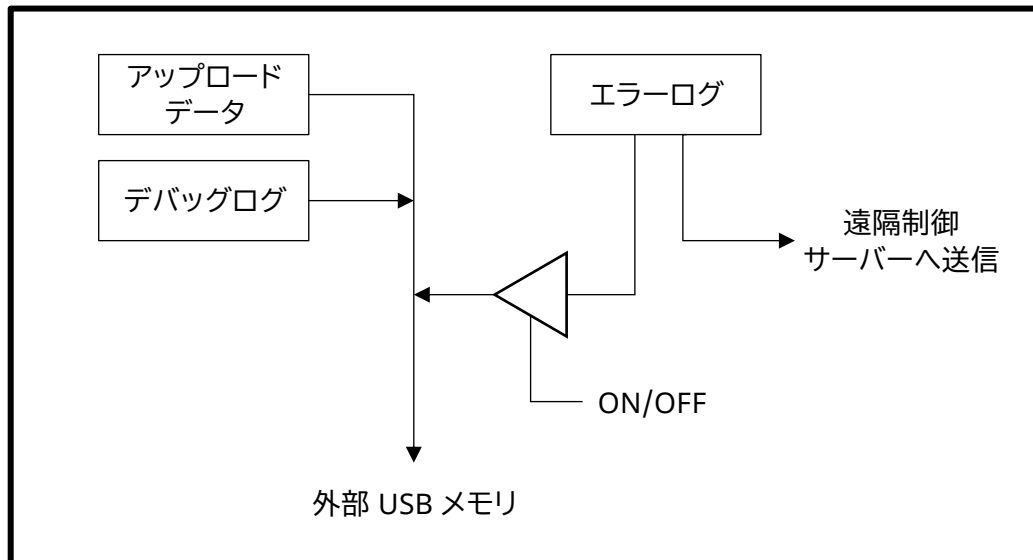 アップロード
データ
エラーログ
デバッグログ
遠隔制御
サーバーへ送信
ON/OFF
外部 USB メモリ